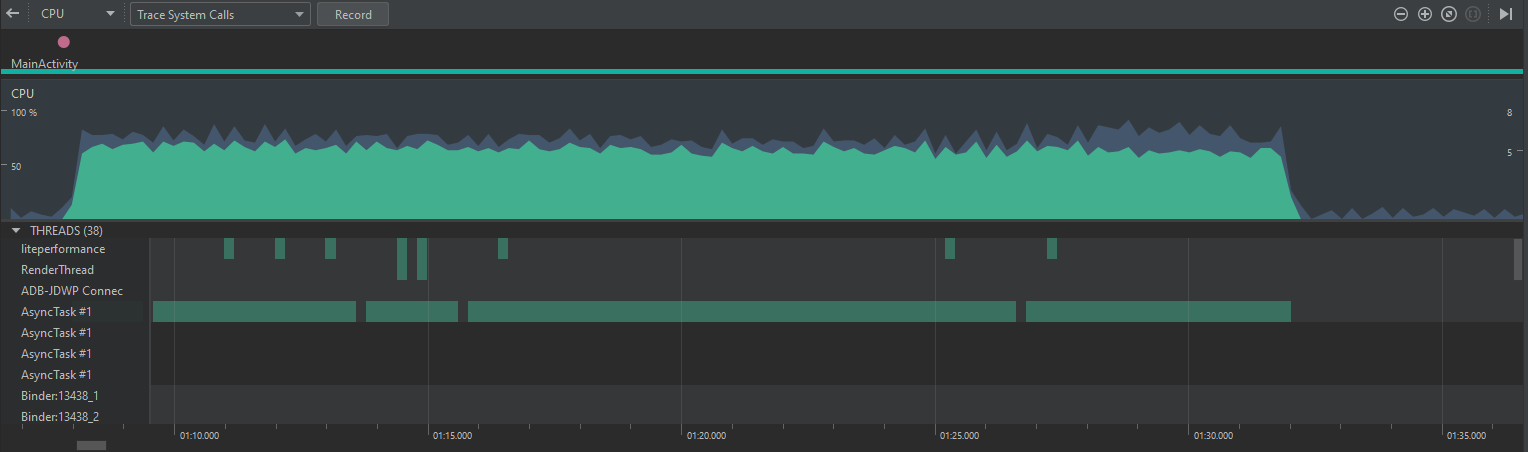 CPU Trace System Calls Record
MainActivity
CPU
100 % 8
50 5
THREADS (38)
liteperformance
RenderThread
ADB-JDWP Connec
AsyncTask #1
AsyncTask #1
AsyncTask #1
AsyncTask #1
Binder:13438_1
Binder:13438_2
01:10.000 01:15.000 01:20.000 01:25.000 01:30.000 01:35.000